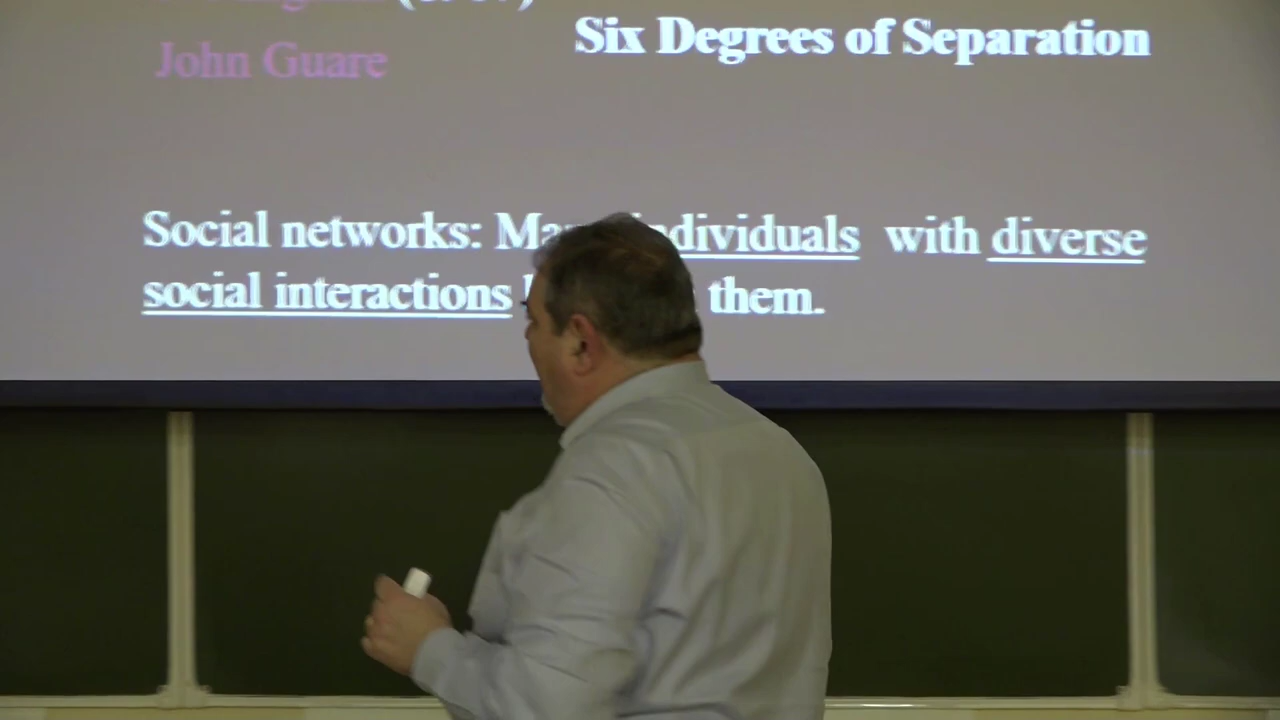 John Guare
Six Degrees of Separation
Social networks: individuals with diverse
social interactions them.